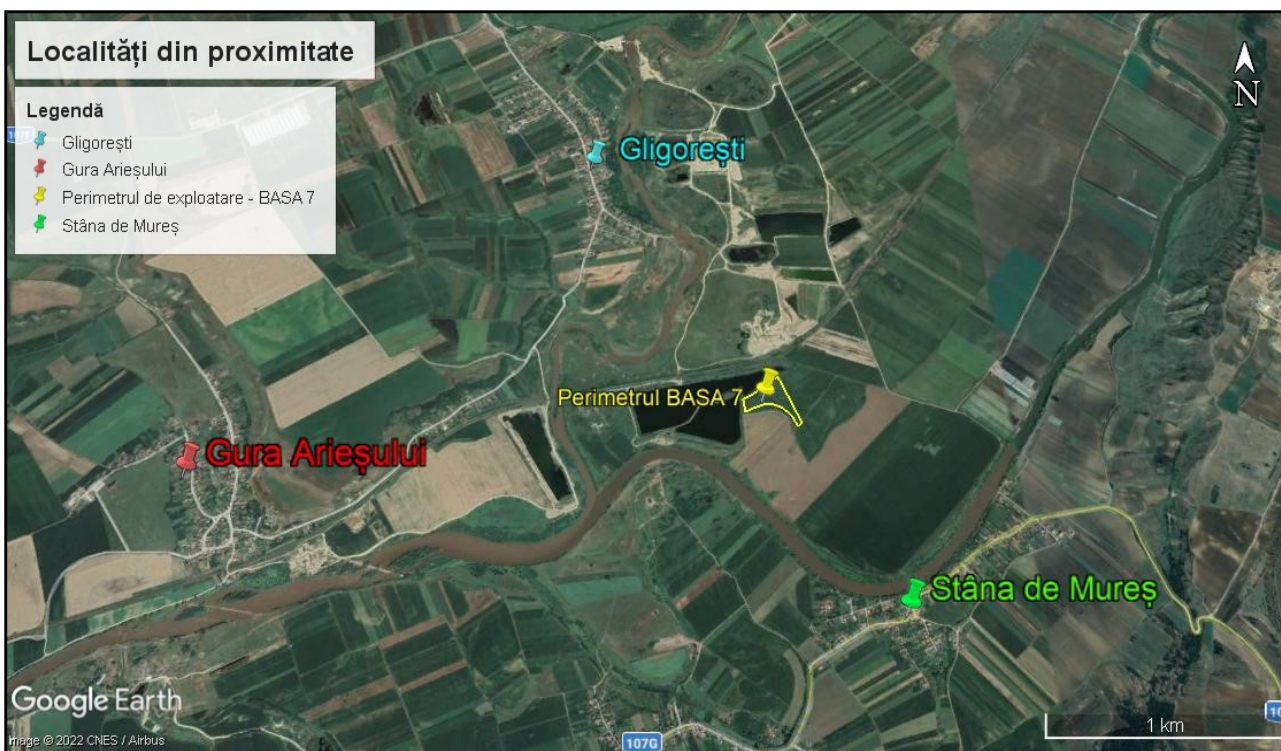 Localități din proximitate
Legendă
Gligorești
Gura Arieșului
Perimetrul de exploatare - BASA 7
Stâna de Mureș
N
Gligorești
Perimetrul BASA 7
Gura Arieșului
Stâna de Mureș
Google Earth
Image © 2022 CNES / Airbus
107G
1 km